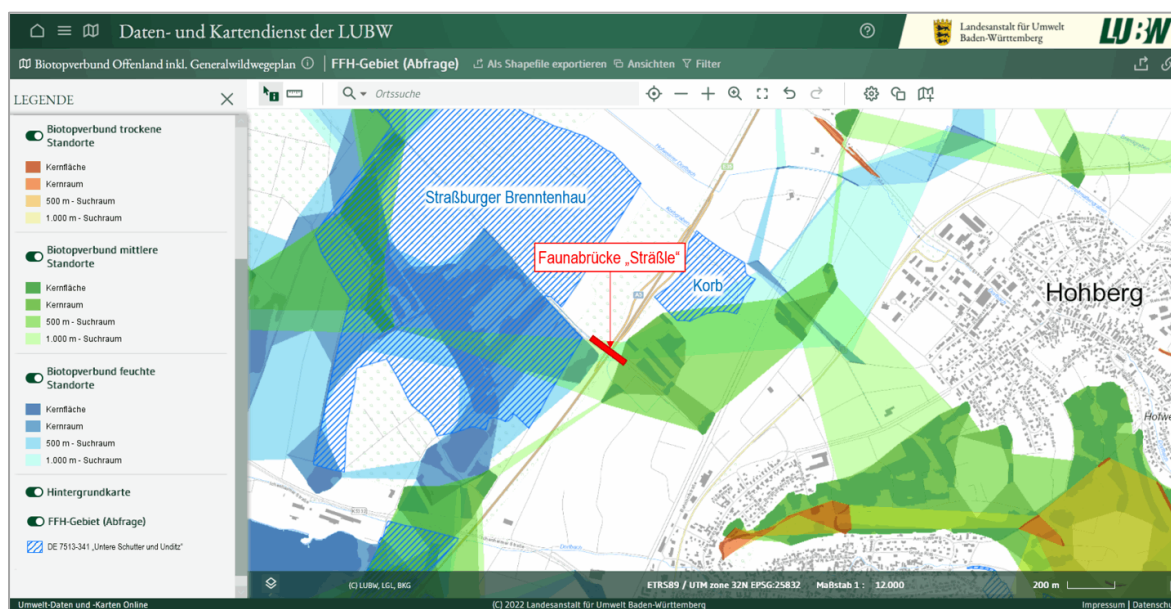 Daten- und Kartendienst der LUBW
Landesanstalt für Umwelt
Baden-Württemberg
LUBW
Biotopverbund Offenland inkl. Generalwildwegeplan
FFH-Gebiet (Abfrage)
Als Shapefile exportieren
Ansichten
Filter
LEGENDE
Ortssuche
Biotopverbund trockene
Standorte
Kernfläche
Kernraum
500 m - Suchraum
1.000 m - Suchraum
Biotopverbund mittlere
Standorte
Kernfläche
Kernraum
500 m - Suchraum
1.000 m - Suchraum
Biotopverbund feuchte
Standorte
Kernfläche
Kernraum
500 m - Suchraum
1.000 m - Suchraum
Hintergrundkarte
FFH-Gebiet (Abfrage)
DE 7513-341 „Untere Schutter und Unditz"
Straßburger Brenntenhau
Faunabrücke „Sträßle“
Korb
Hohberg
(C) LUBW, LGL, BKG
ETRS89 / UTM zone 32N EPSG:25832
Maßstab 1 : 12.000
200 m
Umwelt-Daten und -Karten Online
(C) 2022 Landesanstalt für Umwelt Baden-Württemberg
Impressum | Datenschu